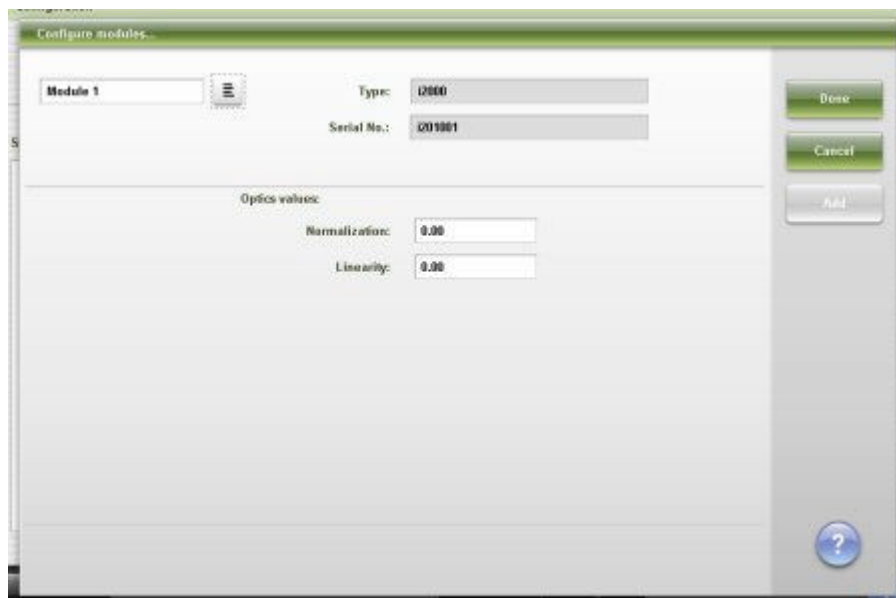 Configure modules...
Module 1
Type: i2000
Serial No.: i201001
Optics values:
Normalization: 0.00
Linearity: 0.00
Done
Cancel
Add
?